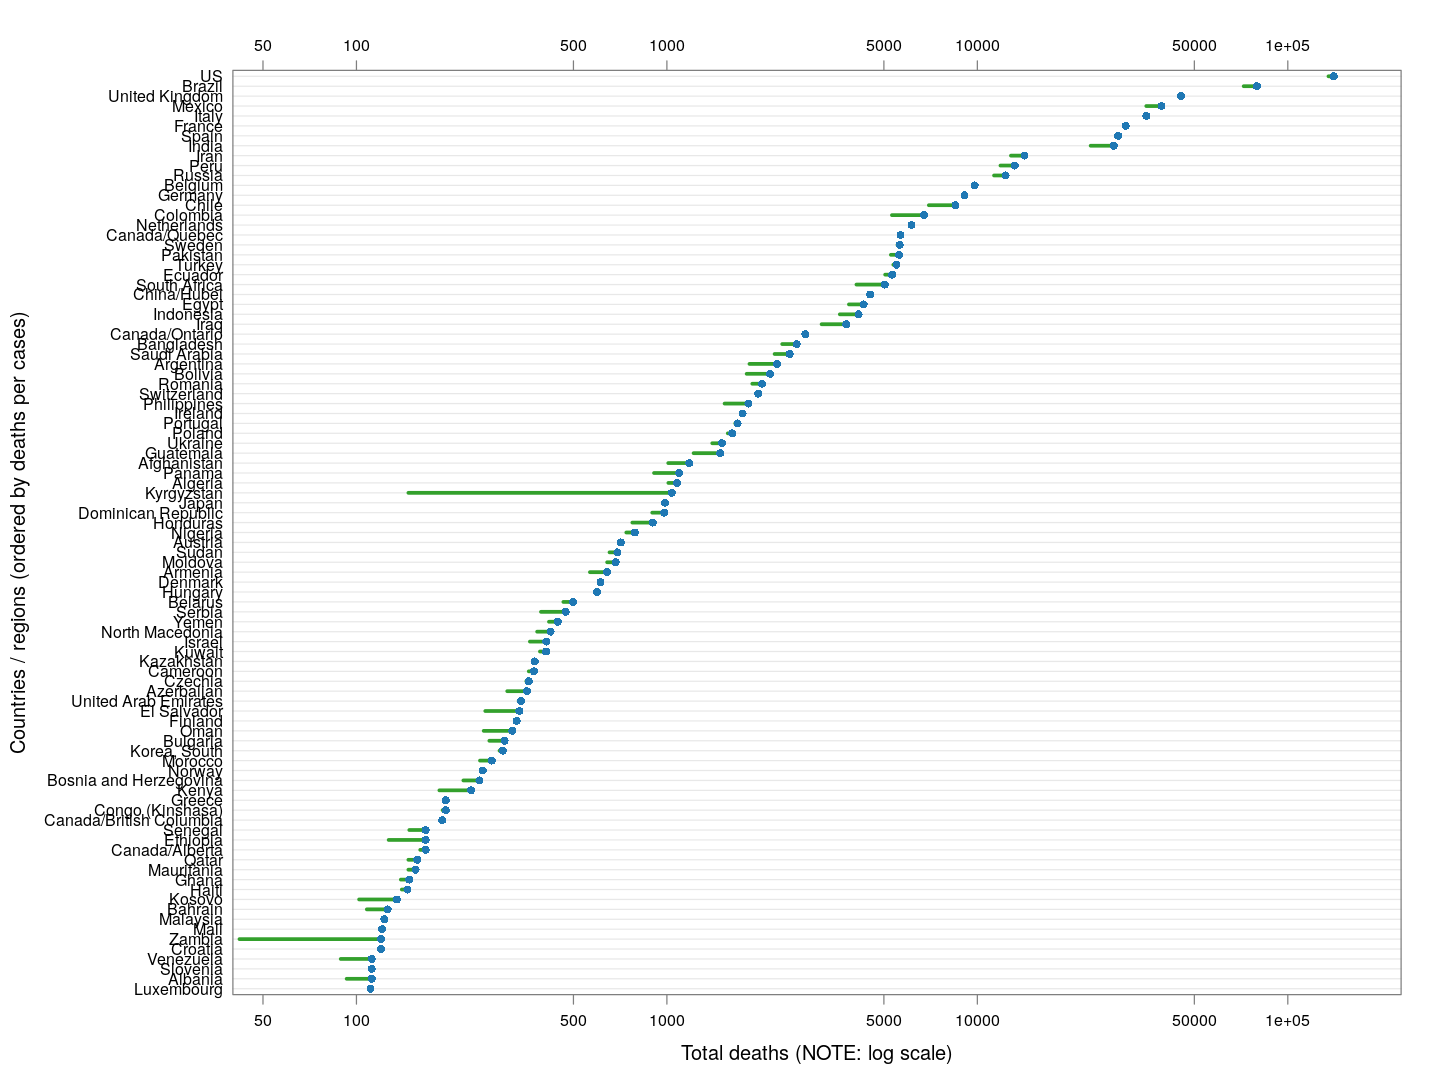 50 100 500 1000 5000 10000 50000 1e+05
US
Brazil
United Kingdom
Mexico
Italy
France
Spain
India
Iran
Peru
Russia
Belgium
Germany
Chile
Colombia
Netherlands
Canada/Quebec
Sweden
Pakistan
Turkey
Ecuador
South Africa
China/Hubei
Egypt
Indonesia
Iraq
Canada/Ontario
Bangladesh
Saudi Arabia
Argentina
Bolivia
Romania
Switzerland
Philippines
Ireland
Portugal
Poland
Ukraine
Guatemala
Afghanistan
Panama
Algeria
Kyrgyzstan
Japan
Dominican Republic
Honduras
Nigeria
Austria
Sudan
Moldova
Armenia
Denmark
Hungary
Belarus
Serbia
Yemen
North Macedonia
Israel
Kuwait
Kazakhstan
Cameroon
Czechia
Azerbaijan
United Arab Emirates
El Salvador
Finland
Oman
Bulgaria
Korea, South
Morocco
Norway
Bosnia and Herzegovina
Kenya
Greece
Congo (Kinshasa)
Canada/British Columbia
Senegal
Ethiopia
Canada/Alberta
Qatar
Mauritania
Ghana
Haiti
Kosovo
Bahrain
Malaysia
Mali
Zambia
Croatia
Venezuela
Slovenia
Albania
Luxembourg
50 100 500 1000 5000 10000 50000 1e+05
Total deaths (NOTE: log scale)
Countries / regions (ordered by deaths per cases)